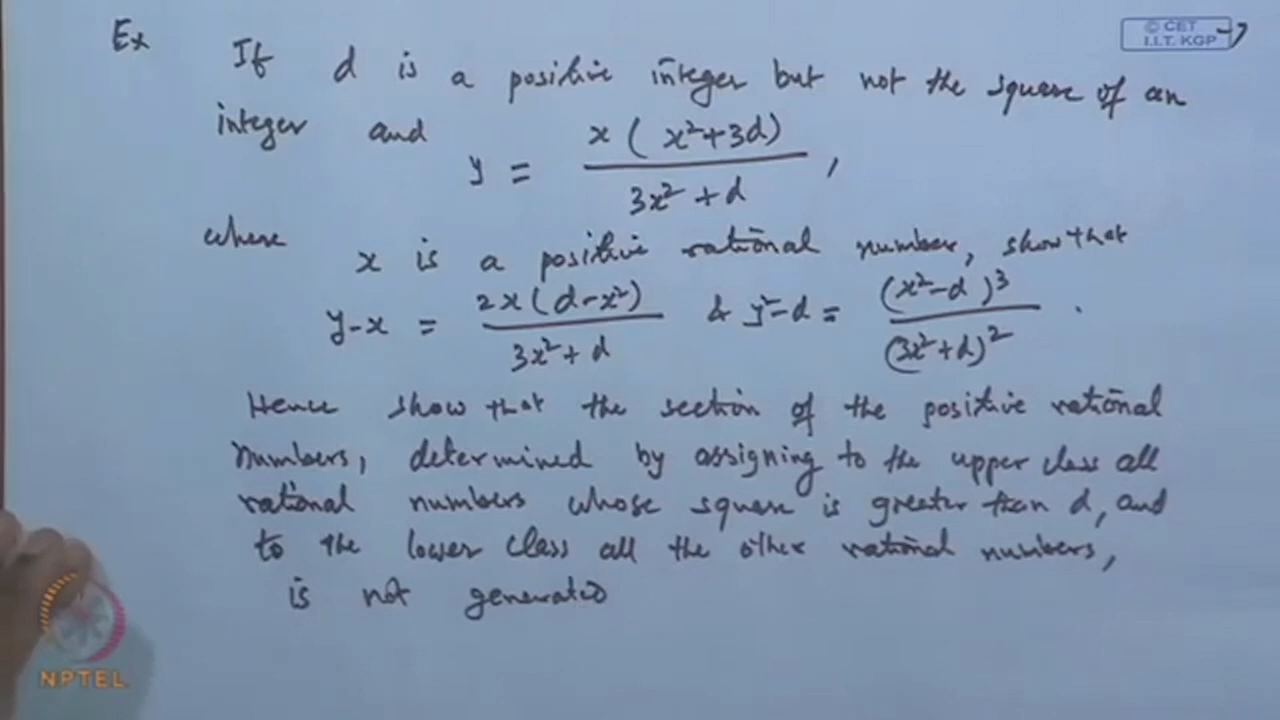 © CET
I.I.T. KGP
Ex If d is a positive integer but not the square of an
integer and y = x ( x²+3d) / 3x² + d ,
where x is a positive rational number, show that
y-x = 2x(d-x²) / 3x²+d & y²-d = (x²-d)³ / (3x²+d)² .
Hence show that the section of the positive rational
numbers, determined by assigning to the upper class all
rational numbers whose square is greater than d, and
to the lower class all the other rational numbers,
is not generated
NPTEL